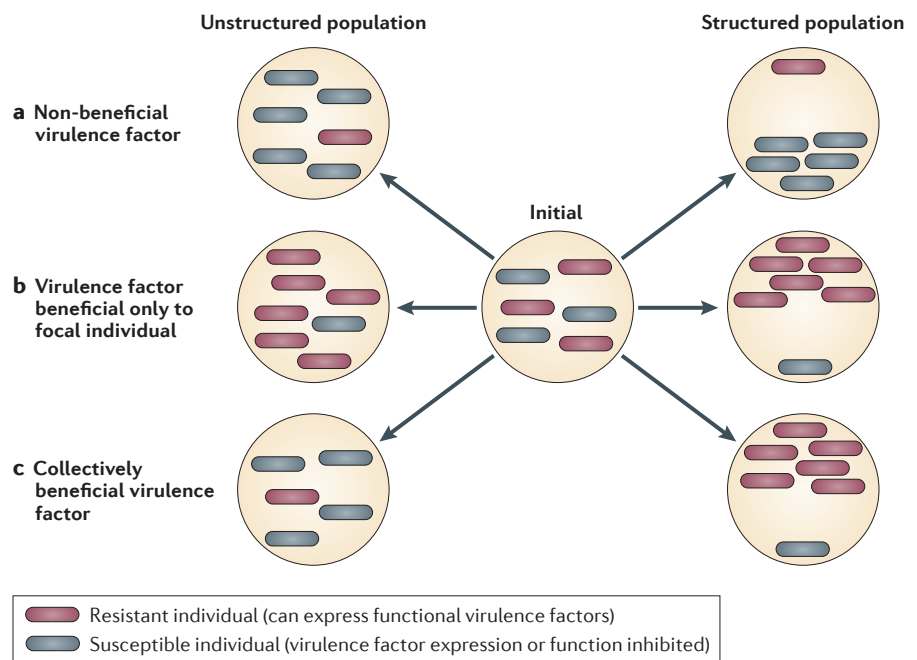 Unstructured population
Structured population
a Non-beneficial
virulence factor
Initial
b Virulence factor
beneficial only to
focal individual
c Collectively
beneficial virulence
factor
Resistant individual (can express functional virulence factors)
Susceptible individual (virulence factor expression or function inhibited)